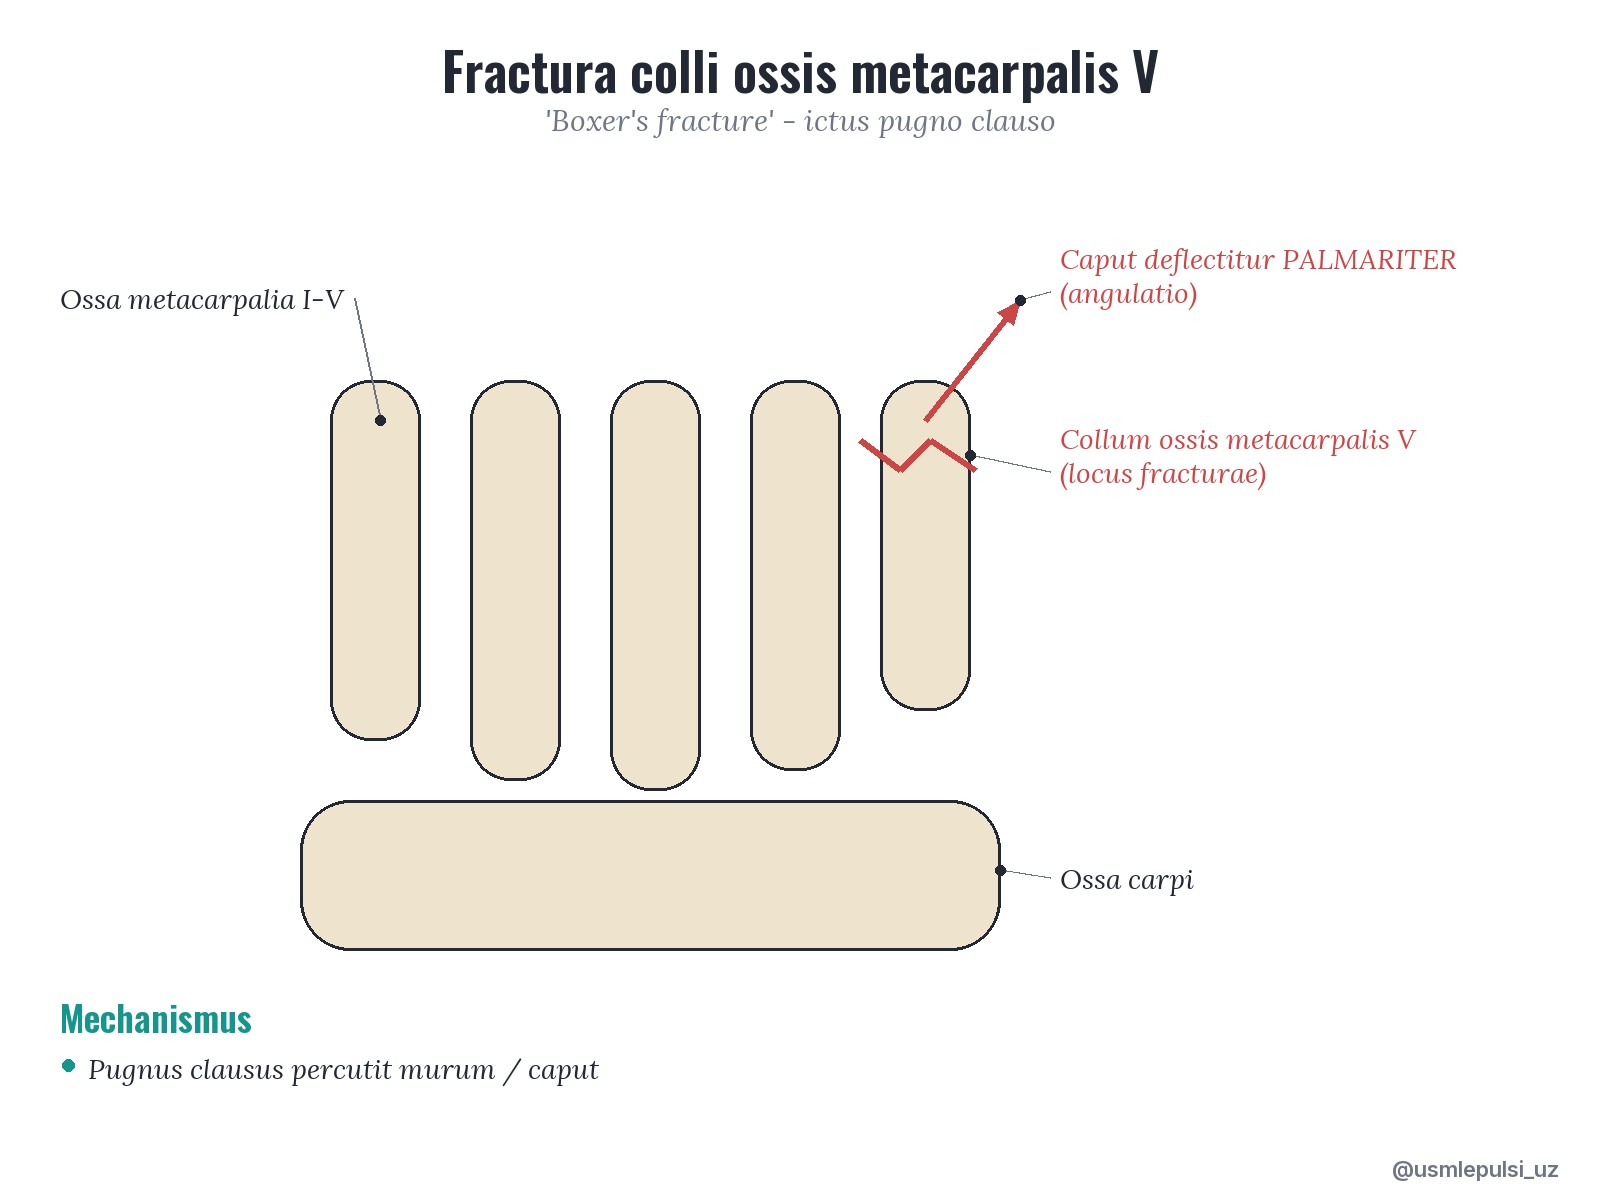 Fractura colli ossis metacarpalis V
'Boxer's fracture' - ictus pugno clauso
Caput deflectitur PALMARITER
(angulatio)
Ossa metacarpalia I-V
Collum ossis metacarpalis V
(locus fracturae)
Ossa carpi
Mechanismus
Pugnus clausus percutit murum / caput
@usmlepulsi_uz